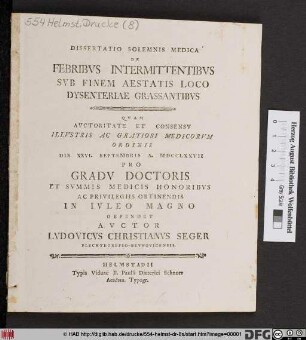 554 Helmst. Drucke (8)
DISSERTATIO SOLEMNIS MEDICA
DE
FEBRIBVS INTERMITTENTIBVS
SVB FINEM AESTATIS LOCO
DYSENTERIAE GRASSANTIBVS
QVAM
AVCTORITATE ET CONSENSV
ILLVSTRIS AC GRATIOSI MEDICORVM
ORDINIS
DIE XXVI. SEPTEMBRIS A. MDCCLXXVII
PRO
GRADV DOCTORIS
ET SVMMIS MEDICIS HONORIBVS
AC PRIVILEGIIS OBTINENDIS
IN IVLEO MAGNO
DEFENDET
AVCTOR
LVDOVICVS CHRISTIANVS SEGER
HELMSTADII
Typis Viduae B. Pauli Dieterici Schnorr
Acadèm. Typogr.
Herzog August Bibliothek Wolfenbüttel
© HAB http://diglib.hab.de/drucke/554-helmst-dr-8s/start.htm?image=00001
DFG